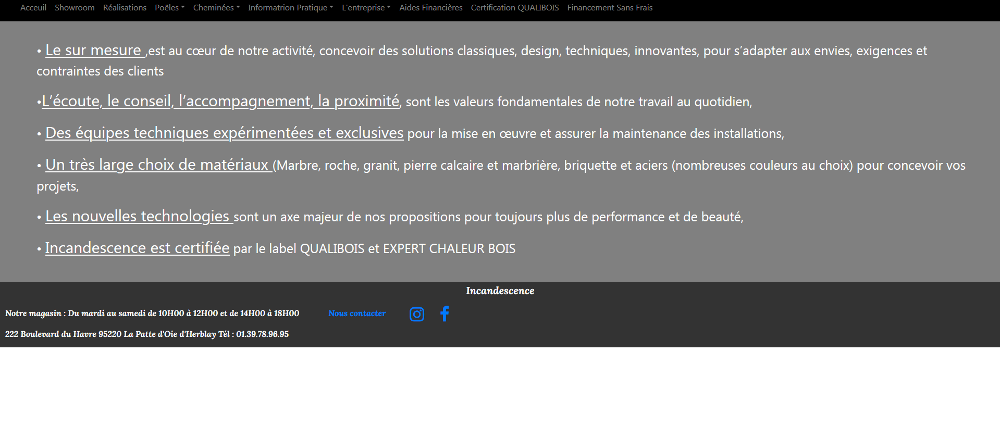 Acceuil Showroom Réalisations Poëles Cheminées Informatrion Pratique L'entreprise Aides Financières Certification QUALIBOIS Financement Sans Frais
• Le sur mesure ,est au cœur de notre activité, concevoir des solutions classiques, design, techniques, innovantes, pour s’adapter aux envies, exigences et
contraintes des clients
•L’écoute, le conseil, l’accompagnement, la proximité, sont les valeurs fondamentales de notre travail au quotidien,
• Des équipes techniques expérimentées et exclusives pour la mise en œuvre et assurer la maintenance des installations,
• Un très large choix de matériaux (Marbre, roche, granit, pierre calcaire et marbrière, briquette et aciers (nombreuses couleurs au choix) pour concevoir vos
projets,
• Les nouvelles technologies sont un axe majeur de nos propositions pour toujours plus de performance et de beauté,
• Incandescence est certifiée par le label QUALIBOIS et EXPERT CHALEUR BOIS
Incandescence
Notre magasin : Du mardi au samedi de 10H00 à 12H00 et de 14H00 à 18H00 Nous contacter
222 Boulevard du Havre 95220 La Patte d'Oie d'Herblay Tél : 01.39.78.96.95